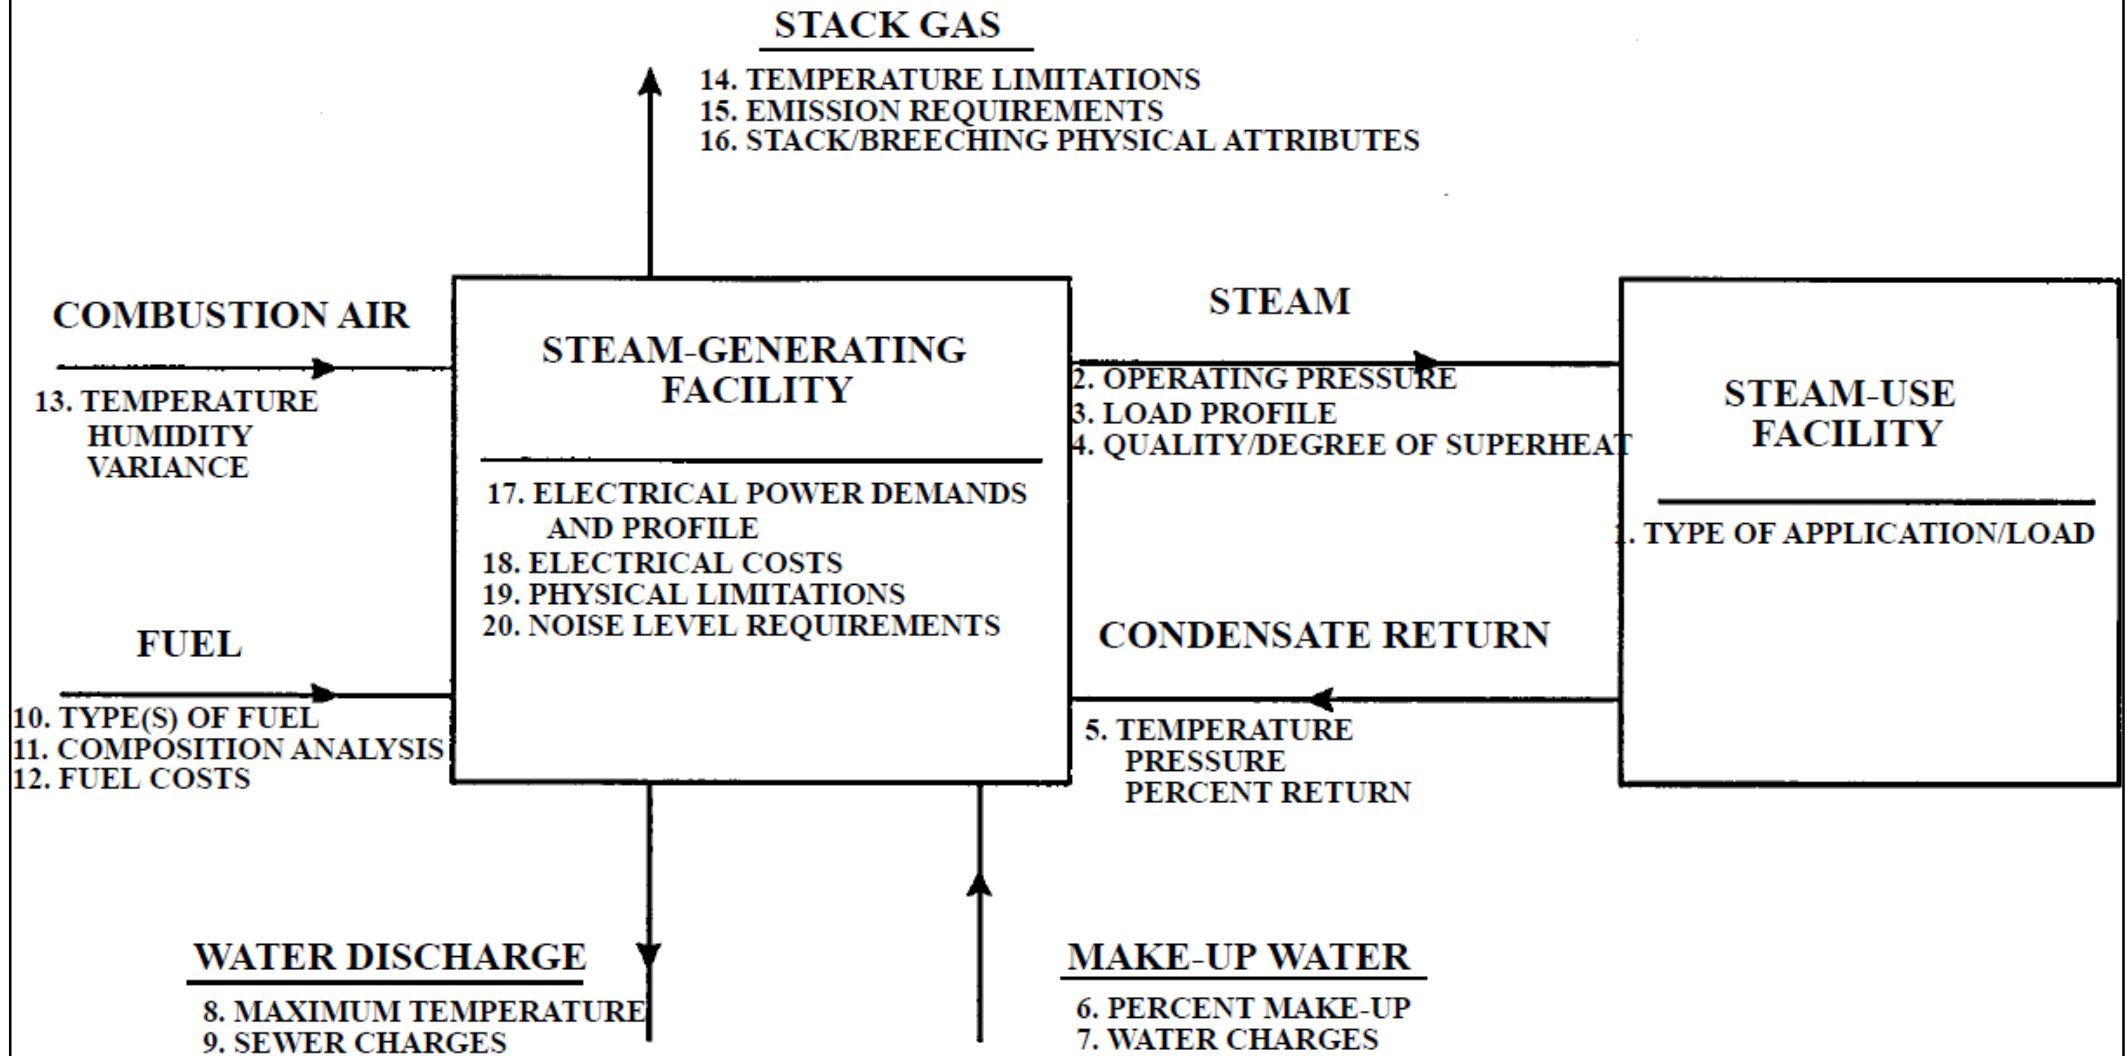 STACK GAS
14. TEMPERATURE LIMITATIONS
15. EMISSION REQUIREMENTS
16. STACK/BREECHING PHYSICAL ATTRIBUTES
COMBUSTION AIR
13. TEMPERATURE
HUMIDITY
VARIANCE
FUEL
10. TYPE(S) OF FUEL
11. COMPOSITION ANALYSIS
12. FUEL COSTS
STEAM-GENERATING
FACILITY
17. ELECTRICAL POWER DEMANDS
AND PROFILE
18. ELECTRICAL COSTS
19. PHYSICAL LIMITATIONS
20. NOISE LEVEL REQUIREMENTS
STEAM
2. OPERATING PRESSURE
3. LOAD PROFILE
4. QUALITY/DEGREE OF SUPERHEAT
CONDENSATE RETURN
5. TEMPERATURE
PRESSURE
PERCENT RETURN
STEAM-USE
FACILITY
1. TYPE OF APPLICATION/LOAD
WATER DISCHARGE
8. MAXIMUM TEMPERATURE
9. SEWER CHARGES
MAKE-UP WATER
6. PERCENT MAKE-UP
7. WATER CHARGES